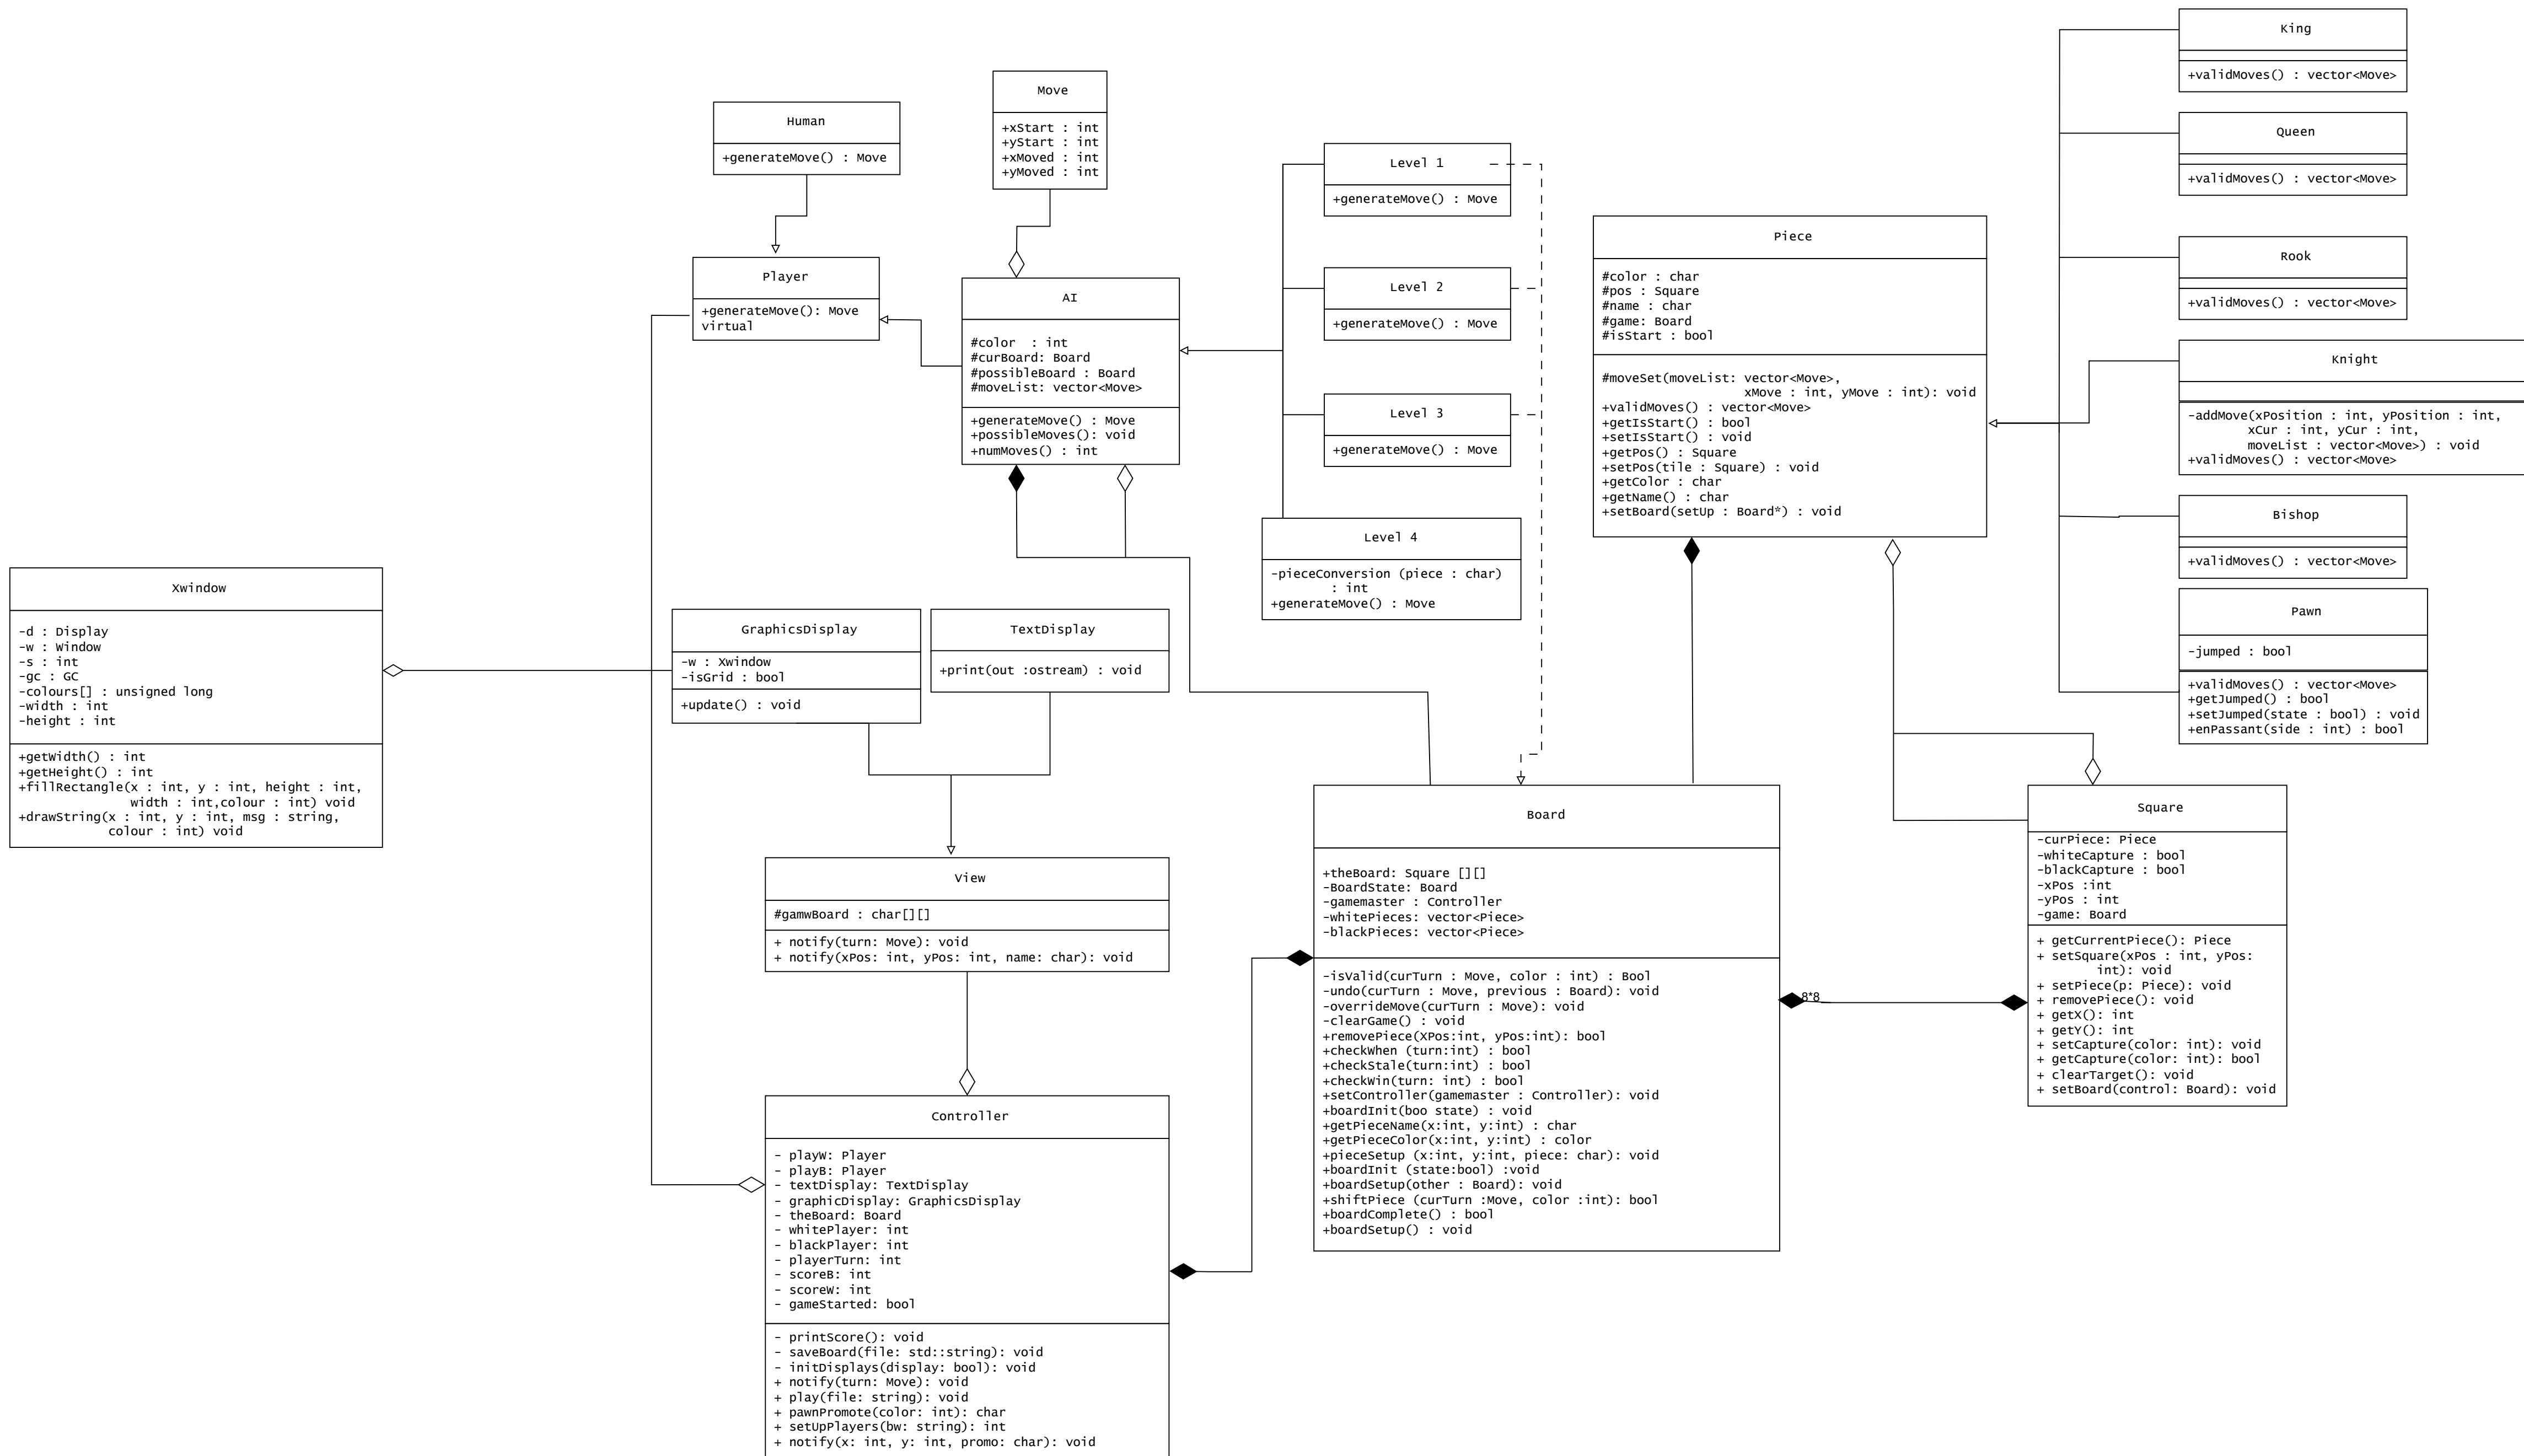 King
+validMoves() : vector<Move>
Queen
+validMoves() : vector<Move>
Rook
+validMoves() : vector<Move>
Knight
-addMove(xPosition : int, yPosition : int,
xCur : int, yCur : int,
moveList : vector<Move>) : void
+validMoves() : vector<Move>
Bishop
+validMoves() : vector<Move>
Pawn
-jumped : bool
+validMoves() : vector<Move>
+getJumped() : bool
+setJumped(state : bool) : void
+enPassant(side : int) : bool
Move
+xStart : int
+yStart : int
+xMoved : int
+yMoved : int
Human
+generateMove() : Move
Player
+generateMove(): Move
virtual
AI
#color  : int
#curBoard: Board
#possibleBoard : Board
#moveList: vector<Move>
+generateMove() : Move
+possibleMoves(): void
+numMoves() : int
Level 1
+generateMove() : Move
Level 2
+generateMove() : Move
Level 3
+generateMove() : Move
Level 4
-pieceConversion (piece : char)
: int
+generateMove() : Move
Piece
#color : char
#pos : Square
#name : char
#game: Board
#isStart : bool
#moveSet(moveList: vector<Move>,
xMove : int, yMove : int): void
+validMoves() : vector<Move>
+getIsStart() : bool
+setIsStart() : void
+getPos() : Square
+setPos(tile : Square) : void
+getColor : char
+getName() : char
+setBoard(setUp : Board*) : void
Xwindow
-d : Display
-w : Window
-s : int
-gc : GC
-colours[] : unsigned long
-width : int
-height : int
+getWidth() : int
+getHeight() : int
+fillRectangle(x : int, y : int, height : int,
width : int,colour : int) void
+drawString(x : int, y : int, msg : string,
colour : int) void
GraphicsDisplay
-w : Xwindow
-isGrid : bool
+update() : void
TextDisplay
+print(out :ostream) : void
View
#gamwBoard : char[][]
+ notify(turn: Move): void
+ notify(xPos: int, yPos: int, name: char): void
Controller
- playW: Player
- playB: Player
- textDisplay: TextDisplay
- graphicDisplay: GraphicsDisplay
- theBoard: Board
- whitePlayer: int
- blackPlayer: int
- playerTurn: int
- scoreB: int
- scoreW: int
- gameStarted: bool
- printScore(): void
- saveBoard(file: std::string): void
- initDisplays(display: bool): void
+ notify(turn: Move): void
+ play(file: string): void
+ pawnPromote(color: int): char
+ setUpPlayers(bw: string): int
+ notify(x: int, y: int, promo: char): void
Board
+theBoard: Square [][]
-BoardState: Board
-gamemaster : Controller
-whitePieces: vector<Piece>
-blackPieces: vector<Piece>
-isValid(curTurn : Move, color : int) : Bool
-undo(curTurn : Move, previous : Board): void
-overrideMove(curTurn : Move): void
-clearGame() : void
+removePiece(XPos:int, yPos:int): bool
+checkWhen (turn:int) : bool
+checkStale(turn:int) : bool
+checkWin(turn: int) : bool
+setController(gamemaster : Controller): void
+boardInit(boo state) : void
+getPieceName(x:int, y:int) : char
+getPieceColor(x:int, y:int) : color
+pieceSetup (x:int, y:int, piece: char): void
+boardInit (state:bool) :void
+boardSetup(other : Board): void
+shiftPiece (curTurn :Move, color :int): bool
+boardComplete() : bool
+boardSetup() : void
8*8
Square
-curPiece: Piece
-whiteCapture : bool
-blackCapture : bool
-xPos :int
-yPos : int
-game: Board
+ getCurrentPiece(): Piece
+ setSquare(xPos : int, yPos:
int): void
+ setPiece(p: Piece): void
+ removePiece(): void
+ getX(): int
+ getY(): int
+ setCapture(color: int): void
+ getCapture(color: int): bool
+ clearTarget(): void
+ setBoard(control: Board): void